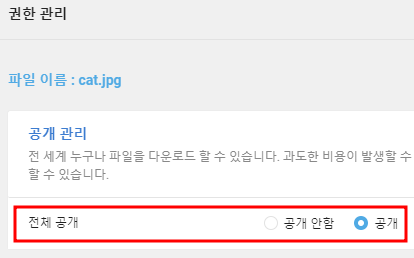 권한 관리
파일 이름 : cat.jpg
공개 관리
전 세계 누구나 파일을 다운로드 할 수 있습니다. 과도한 비용이 발생할 수
할 수 있습니다.
전체 공개 공개 안함 공개